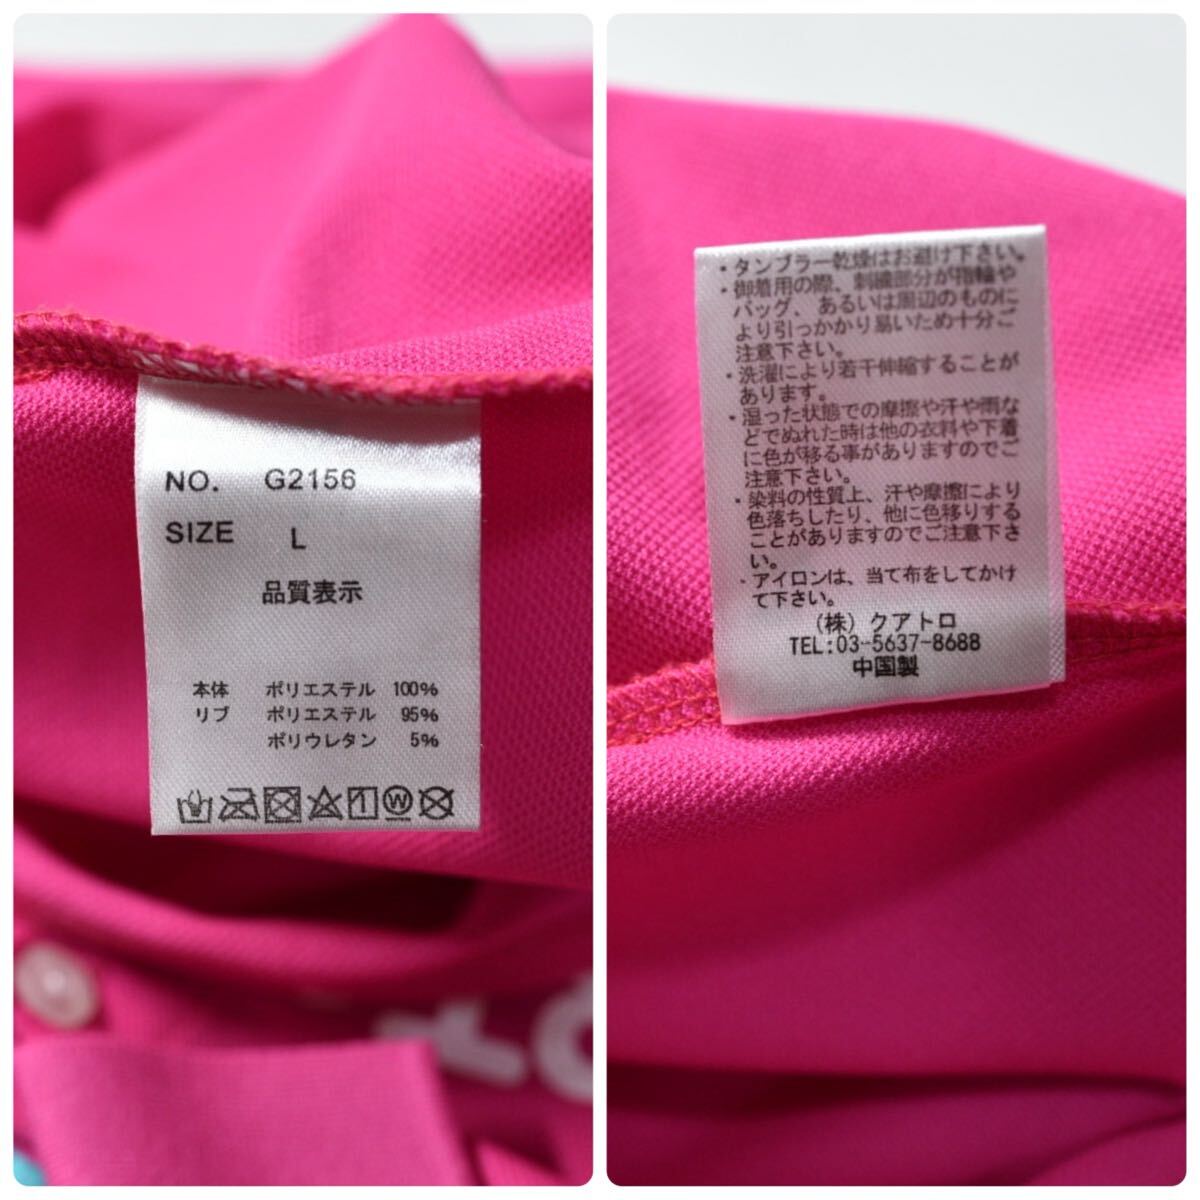 NO. G2156
SIZE L
品質表示
本体 ポリエステル 100%
リブ ポリエステル 95%
ポリウレタン 5%
・タンブラー乾燥はお避け下さい。
・御着用の際、刺繍部分が指輪や
バッグ、あるいは周辺のものに
より引っかかり易いため十分ご
注意下さい。
・洗濯により若干伸縮することが
あります。
・湿った状態での摩擦や汗や雨な
どでぬれた時は他の衣料や下着
に色が移る事がありますのでご
注意下さい。
・染料の性質上、汗や摩擦により
色落ちしたり、他に色移りする
ことがありますのでご注意下さ
い。
・アイロンは、当て布をしてかけ
て下さい。
(株) クアトロ
TEL:03-5637-8688
中国製